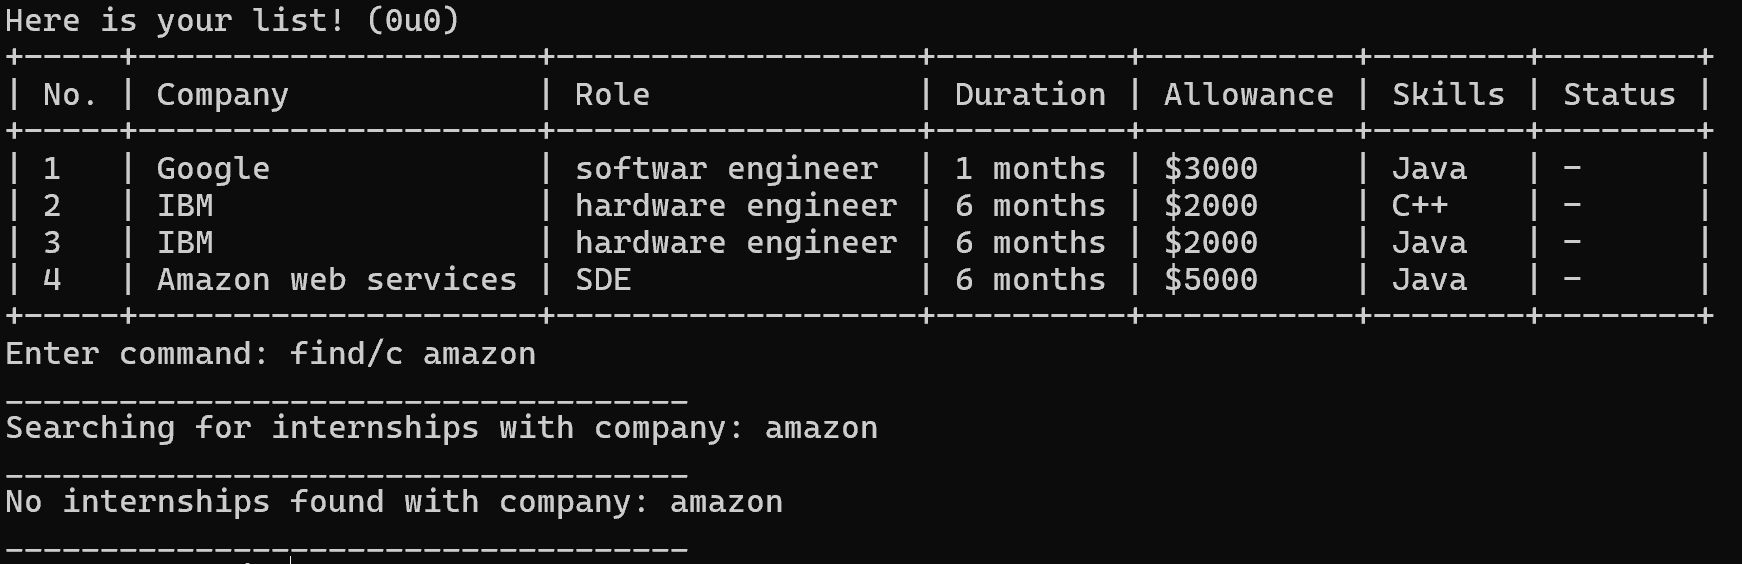 Here is your list! (0u0)
+-----+---------------------+-------------------+----------+-----------+--------+--------+
| No. | Company             | Role              | Duration | Allowance | Skills | Status |
+-----+---------------------+-------------------+----------+-----------+--------+--------+
| 1   | Google              | softwar engineer  | 1 months | $3000     | Java   | -      |
| 2   | IBM                 | hardware engineer | 6 months | $2000     | C++    | -      |
| 3   | IBM                 | hardware engineer | 6 months | $2000     | Java   | -      |
| 4   | Amazon web services | SDE               | 6 months | $5000     | Java   | -      |
+-----+---------------------+-------------------+----------+-----------+--------+--------+
Enter command: find/c amazon
____________________________________
Searching for internships with company: amazon
____________________________________
No internships found with company: amazon
____________________________________